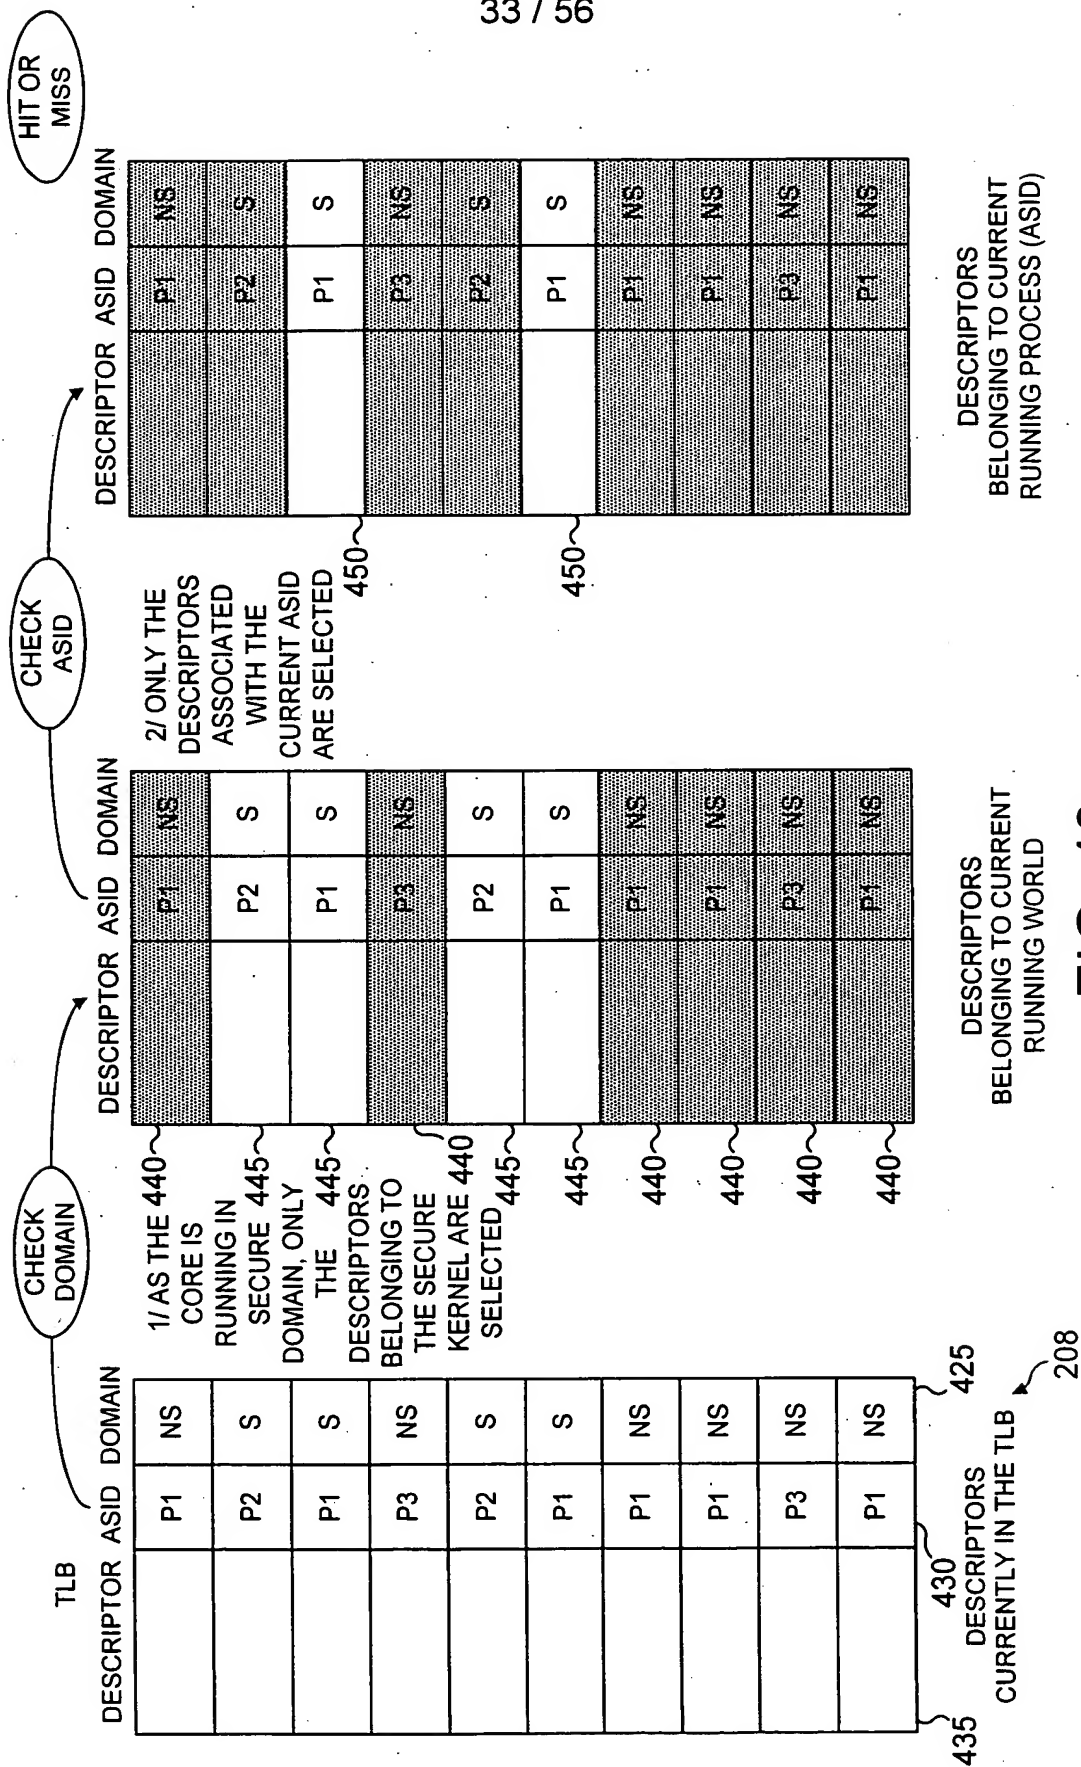 33 / 56
TLB
DESCRIPTOR ASID DOMAIN
P1 NS
P2 S
P1 S
P3 NS
P2 S
P1 S
P1 NS
P1 NS
P3 NS
P1 NS
435
430
425
DESCRIPTORS
CURRENTLY IN THE TLB
208
CHECK
DOMAIN
1/ AS THE
CORE IS
RUNNING IN
SECURE
DOMAIN, ONLY
THE
DESCRIPTORS
BELONGING TO
THE SECURE
KERNEL ARE
SELECTED
440
445
445
440
445
445
440
440
440
440
DESCRIPTOR ASID DOMAIN
P1 NS
P2 S
P1 S
P3 NS
P2 S
P1 S
P1 NS
P1 NS
P3 NS
P1 NS
DESCRIPTORS
BELONGING TO CURRENT
RUNNING WORLD
CHECK
ASID
2/ ONLY THE
DESCRIPTORS
ASSOCIATED
WITH THE
CURRENT ASID
ARE SELECTED
450
450
DESCRIPTOR ASID DOMAIN
P1 NS
P2 S
P1 S
P3 NS
P2 S
P1 S
P1 NS
P1 NS
P3 NS
P1 NS
DESCRIPTORS
BELONGING TO CURRENT
RUNNING PROCESS (ASID)
HIT OR
MISS